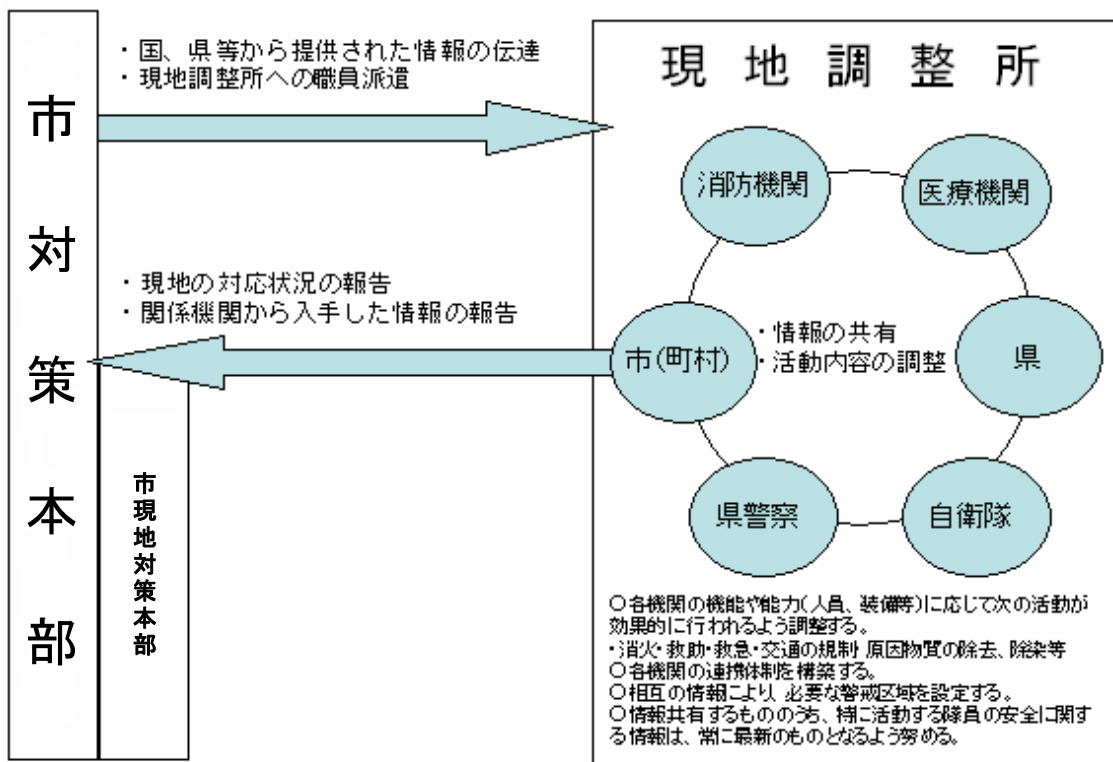 市対策本部
・国、県等から提供された情報の伝達
・現地調整所への職員派遣
・現地の対応状況の報告
・関係機関から入手した情報の報告
市現地対策本部
現地調整所
消防機関
医療機関
市(町村)
・情報の共有
・活動内容の調整
県
県警察
自衛隊
○各機関の機能や能力(人員、装備等)に応じて次の活動が
効果的に行われるよう調整する。
・消火・救助・救急・交通の規制 原因物質の除去、除染等
○各機関の連携体制を構築する。
○相互の情報により、必要な警戒区域を設定する。
○情報共有するもののうち、特に活動する隊員の安全に関す
る情報は、常に最新のものとなるよう努める。